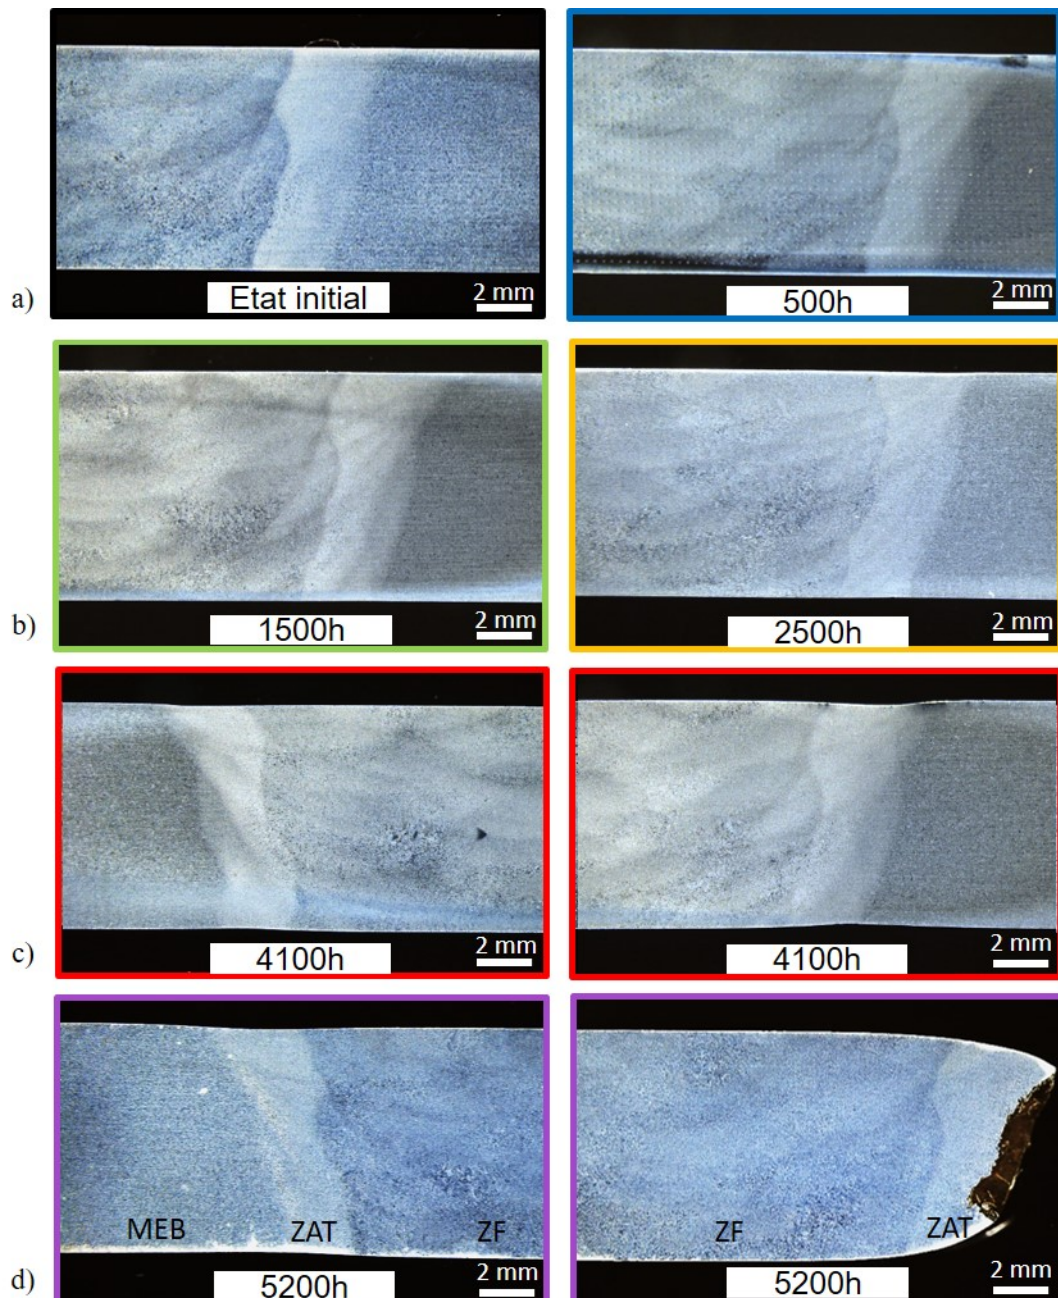 a)
Etat initial
2 mm
500h
2 mm
b)
1500h
2 mm
2500h
2 mm
c)
4100h
2 mm
4100h
2 mm
d)
MEB
ZAT
ZF
5200h
2 mm
ZF
ZAT
5200h
2 mm